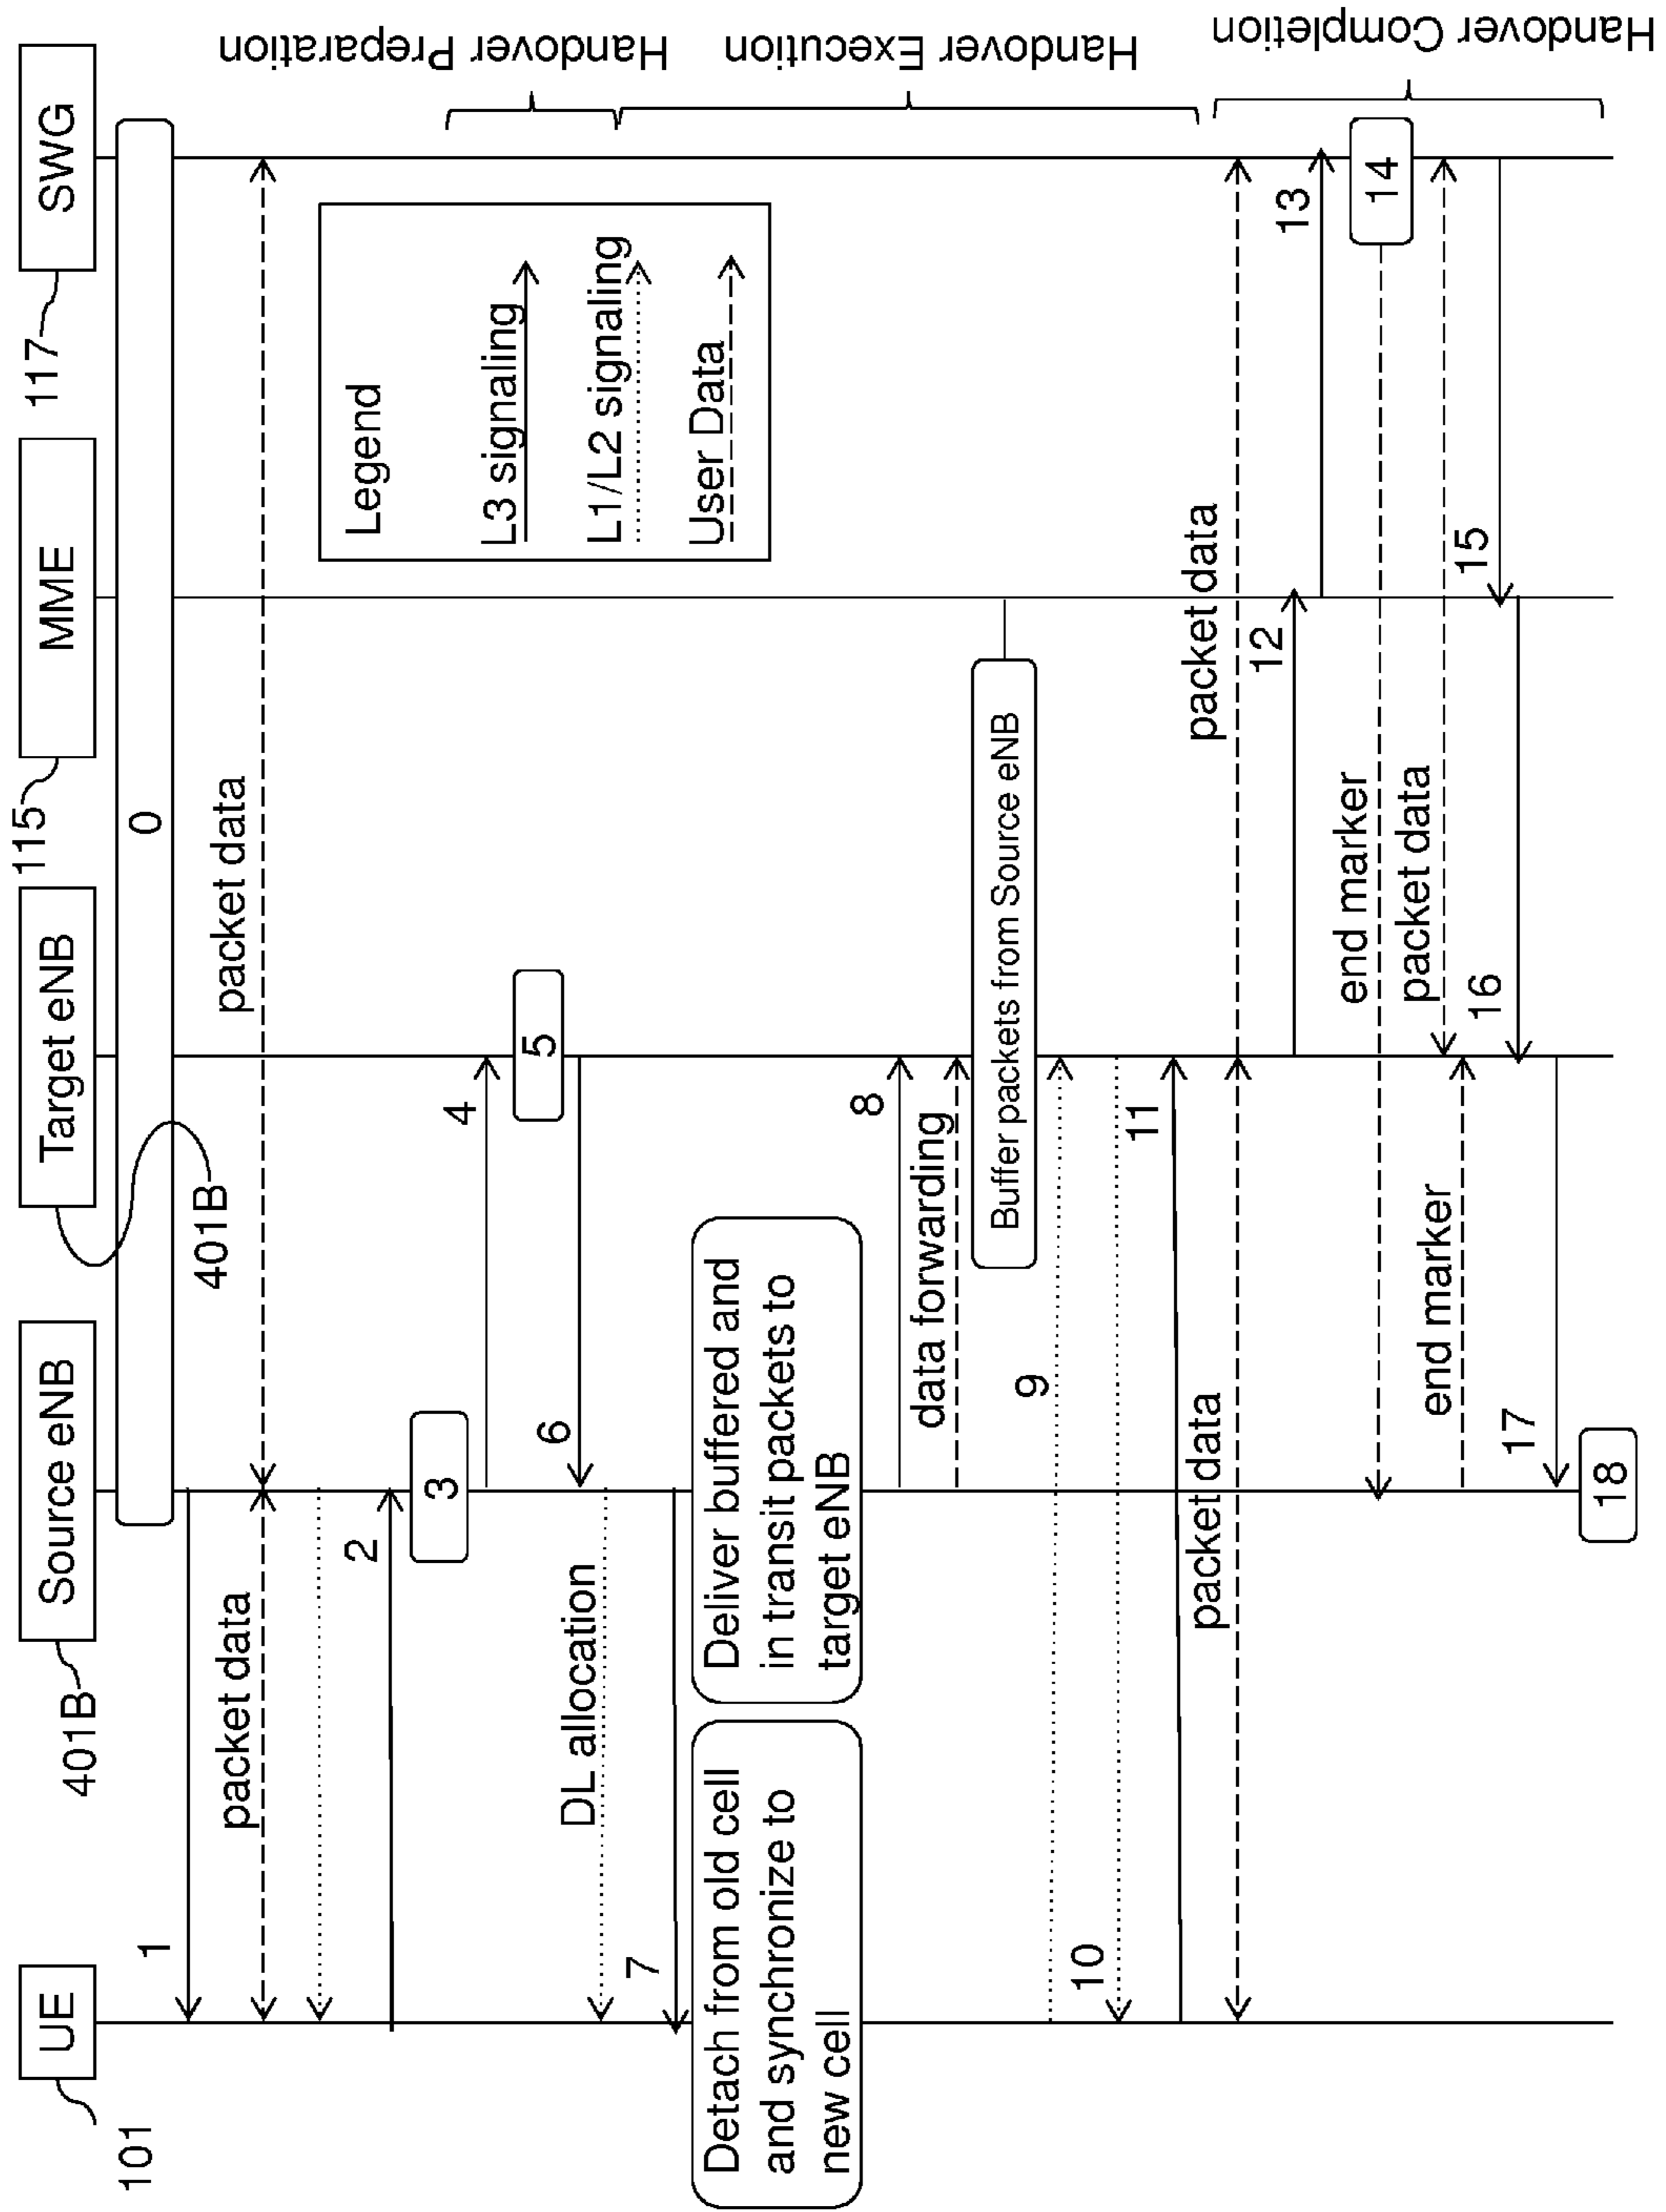 UE
Source eNB
Target eNB
MME
SWG
101
401B
401B
115
117
0
1
packet data
packet data
Legend
L3 signaling
L1/L2 signaling
User Data
2
3
4
5
6
DL allocation
7
Handover Preparation
Detach from old cell
and synchronize to
new cell
Deliver buffered and
in transit packets to
target eNB
8
data forwarding
Buffer packets from Source eNB
9
10
11
Handover Execution
packet data
packet data
12
13
14
end marker
packet data
end marker
15
16
17
18
Handover Completion